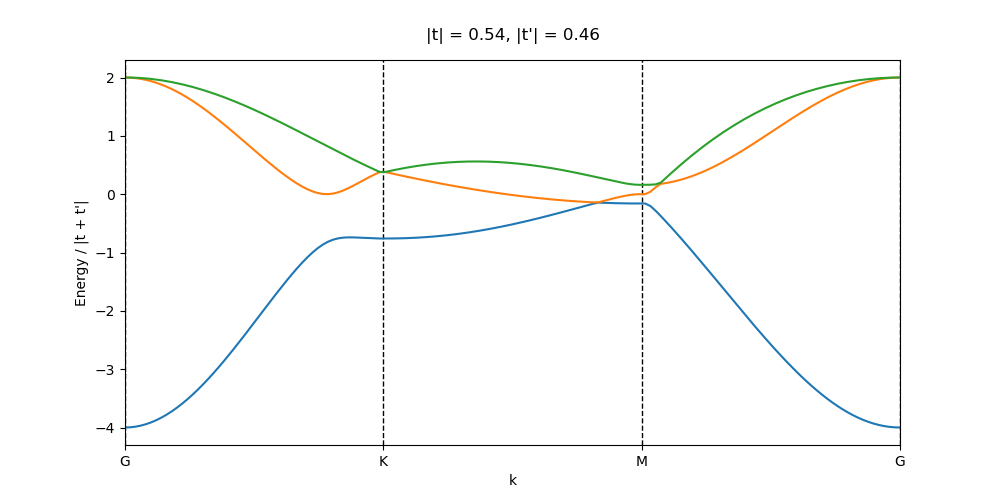 |t| = 0.54, |t'| = 0.46
Energy / |t + t'|
2
1
0
−1
−2
−3
−4
G
K
M
G
k